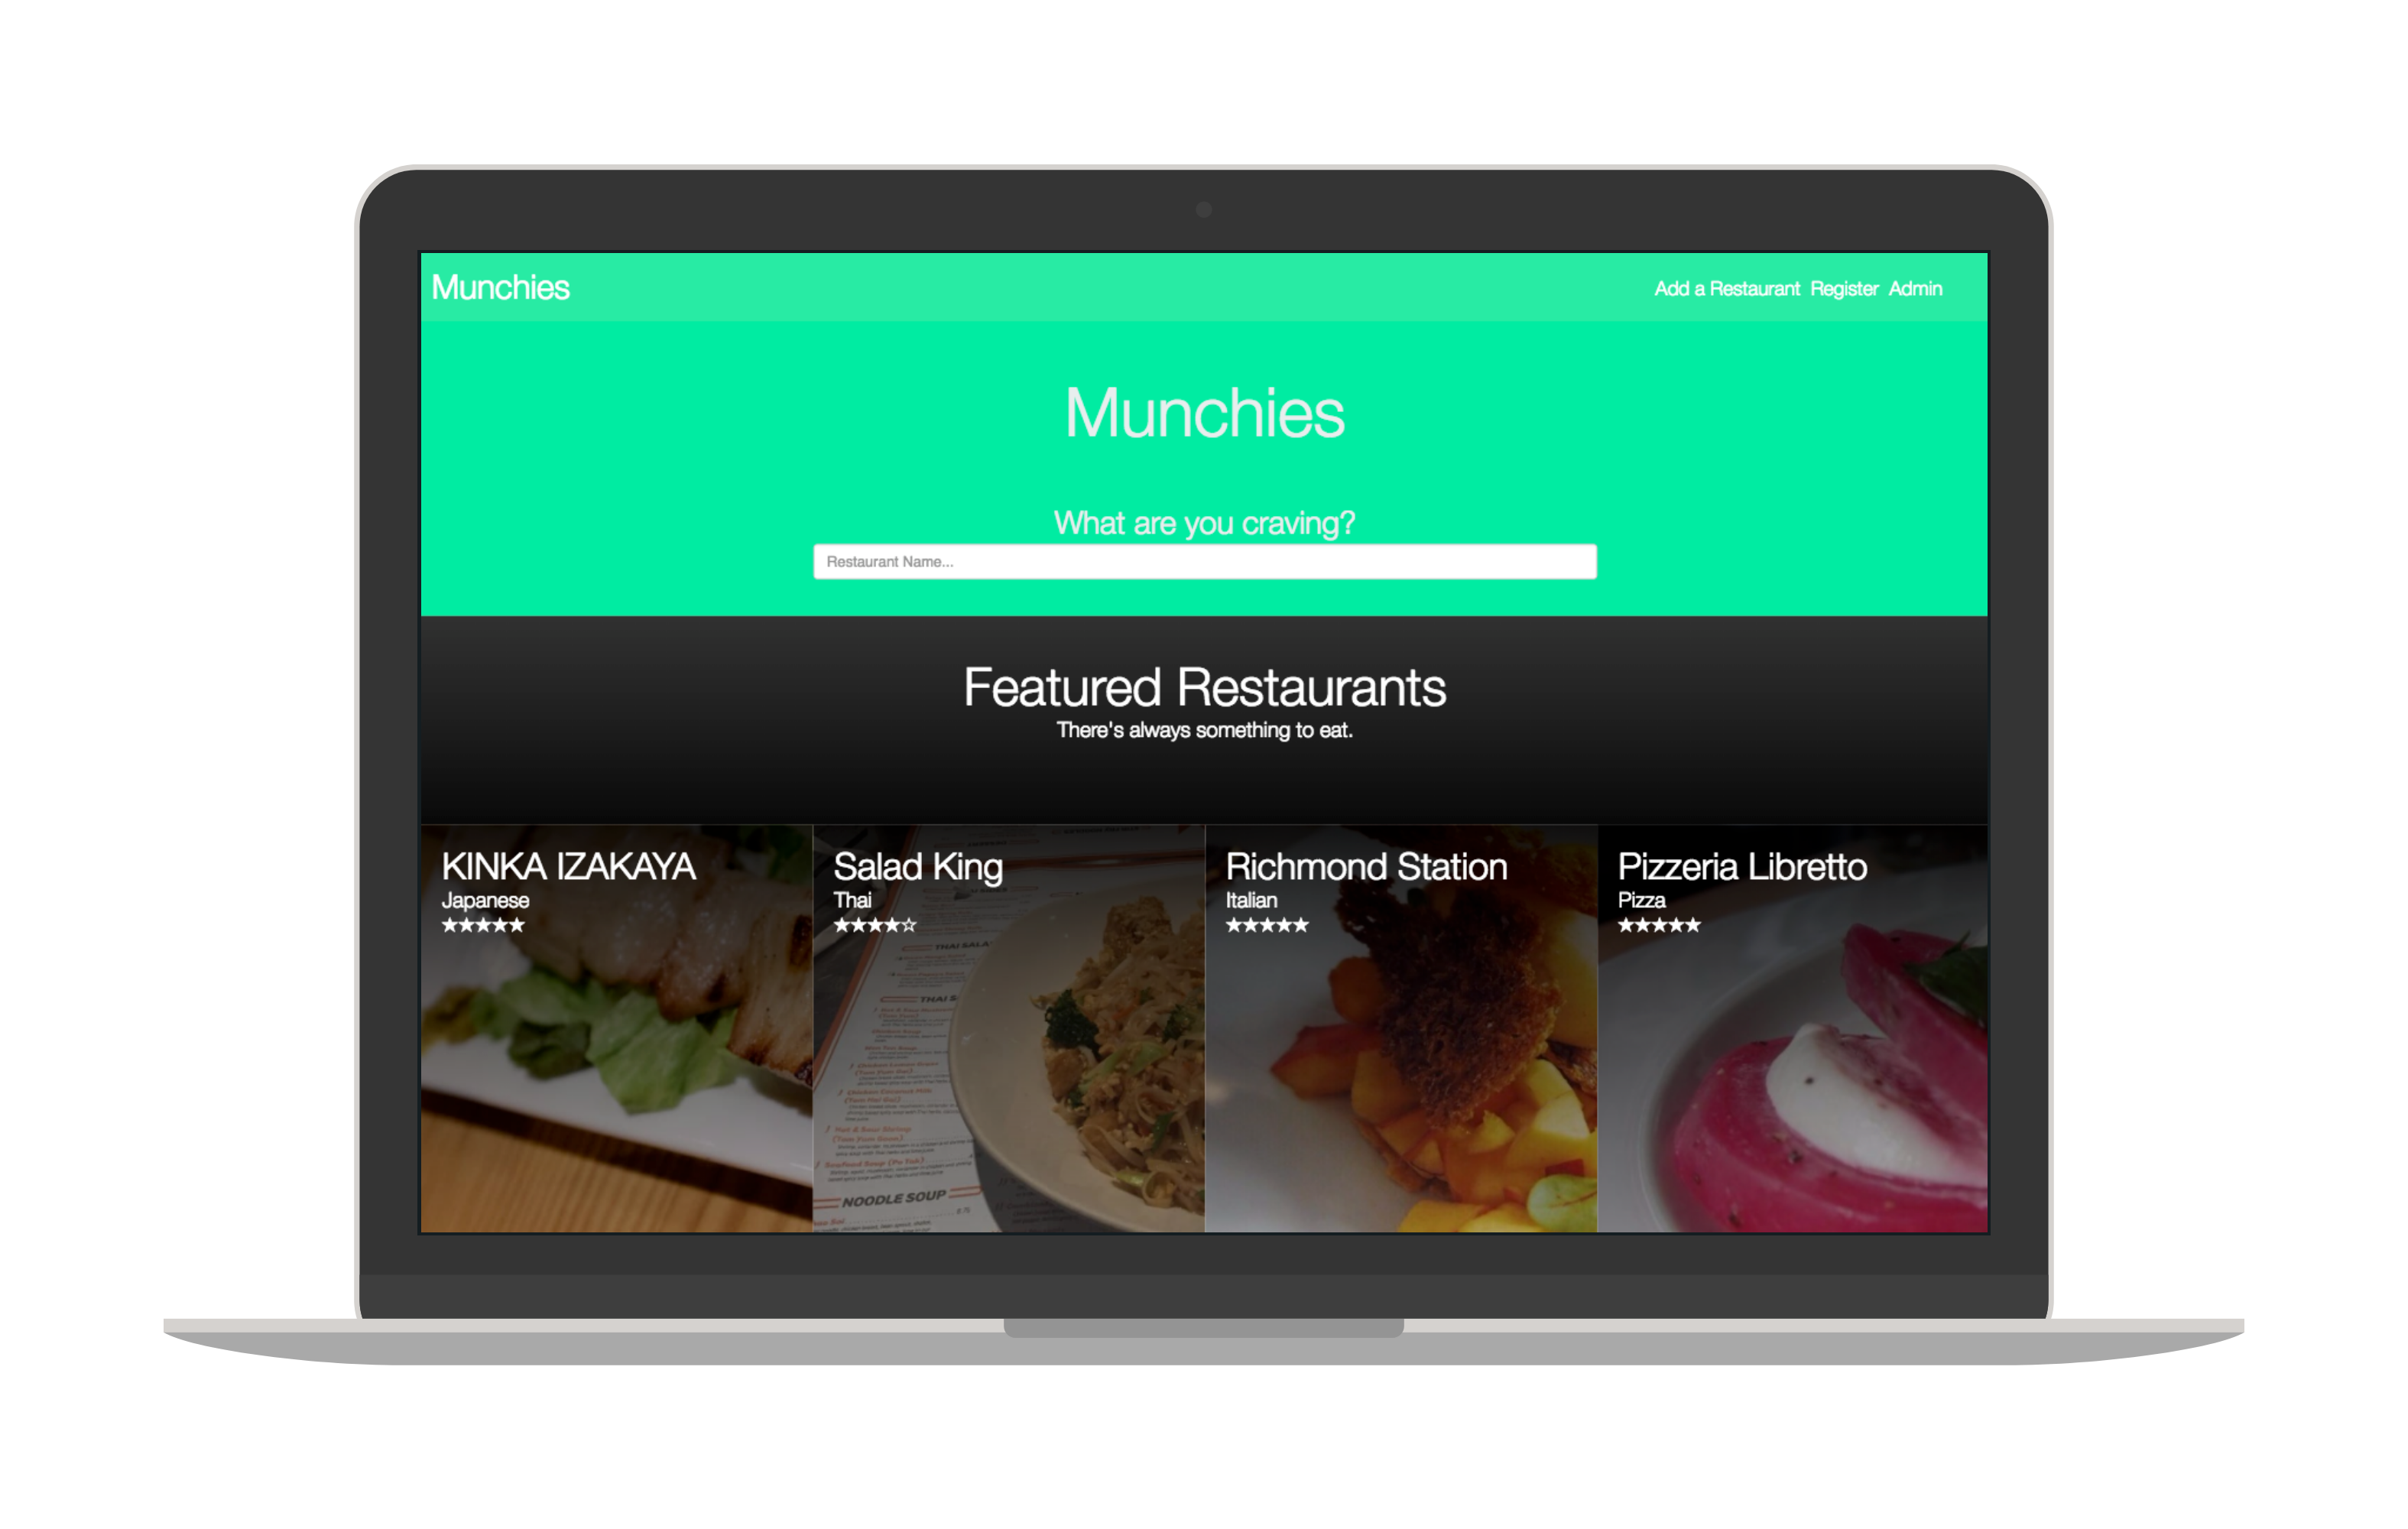 Munchies
Add a Restaurant Register Admin
Munchies
What are you craving?
Restaurant Name...
Featured Restaurants
There's always something to eat.
KINKA IZAKAYA
Japanese
★★★★★
Salad King
Thai
★★★★☆
THAI
THAI
NOODLE SOUP
Richmond Station
Italian
★★★★★
Pizzeria Libretto
Pizza
★★★★★